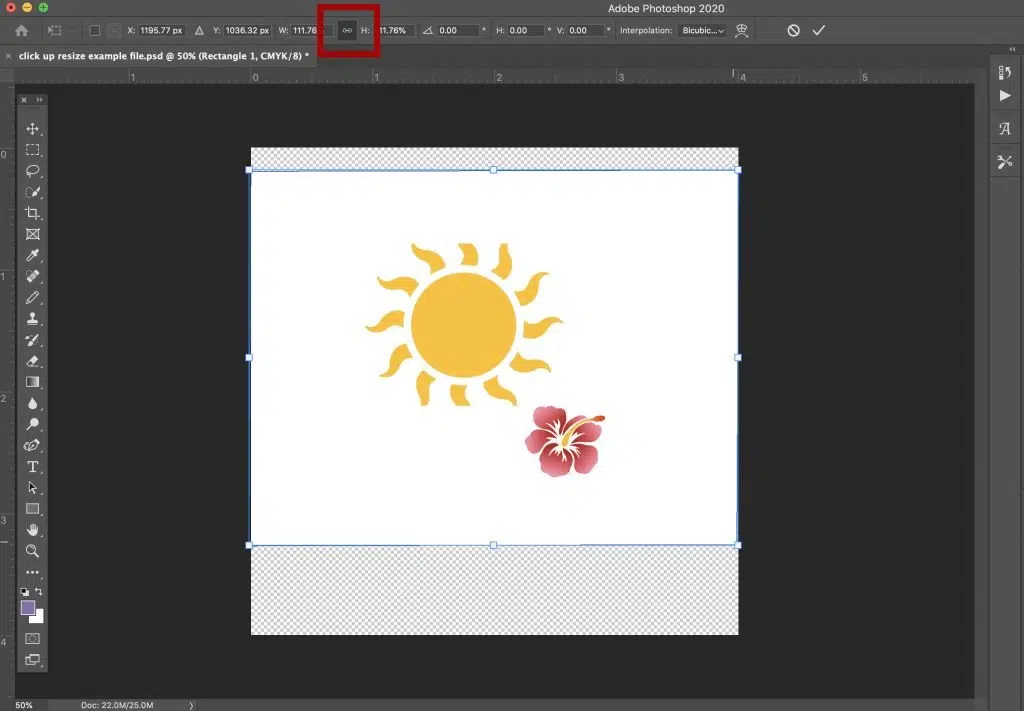 Adobe Photoshop 2020
X: 1195.77 px Y: 1036.32 px W: 111.76 H: 11.76% 0.00 ° H: 0.00 ° V: 0.00 ° Interpolation: Bicubic...
× click up resize example file.psd @ 50% (Rectangle 1, CMYK/8) *
1 0 1 2 3 4 5
0
1
2
3
4
T
A
50% Doc: 22.0M/25.0M